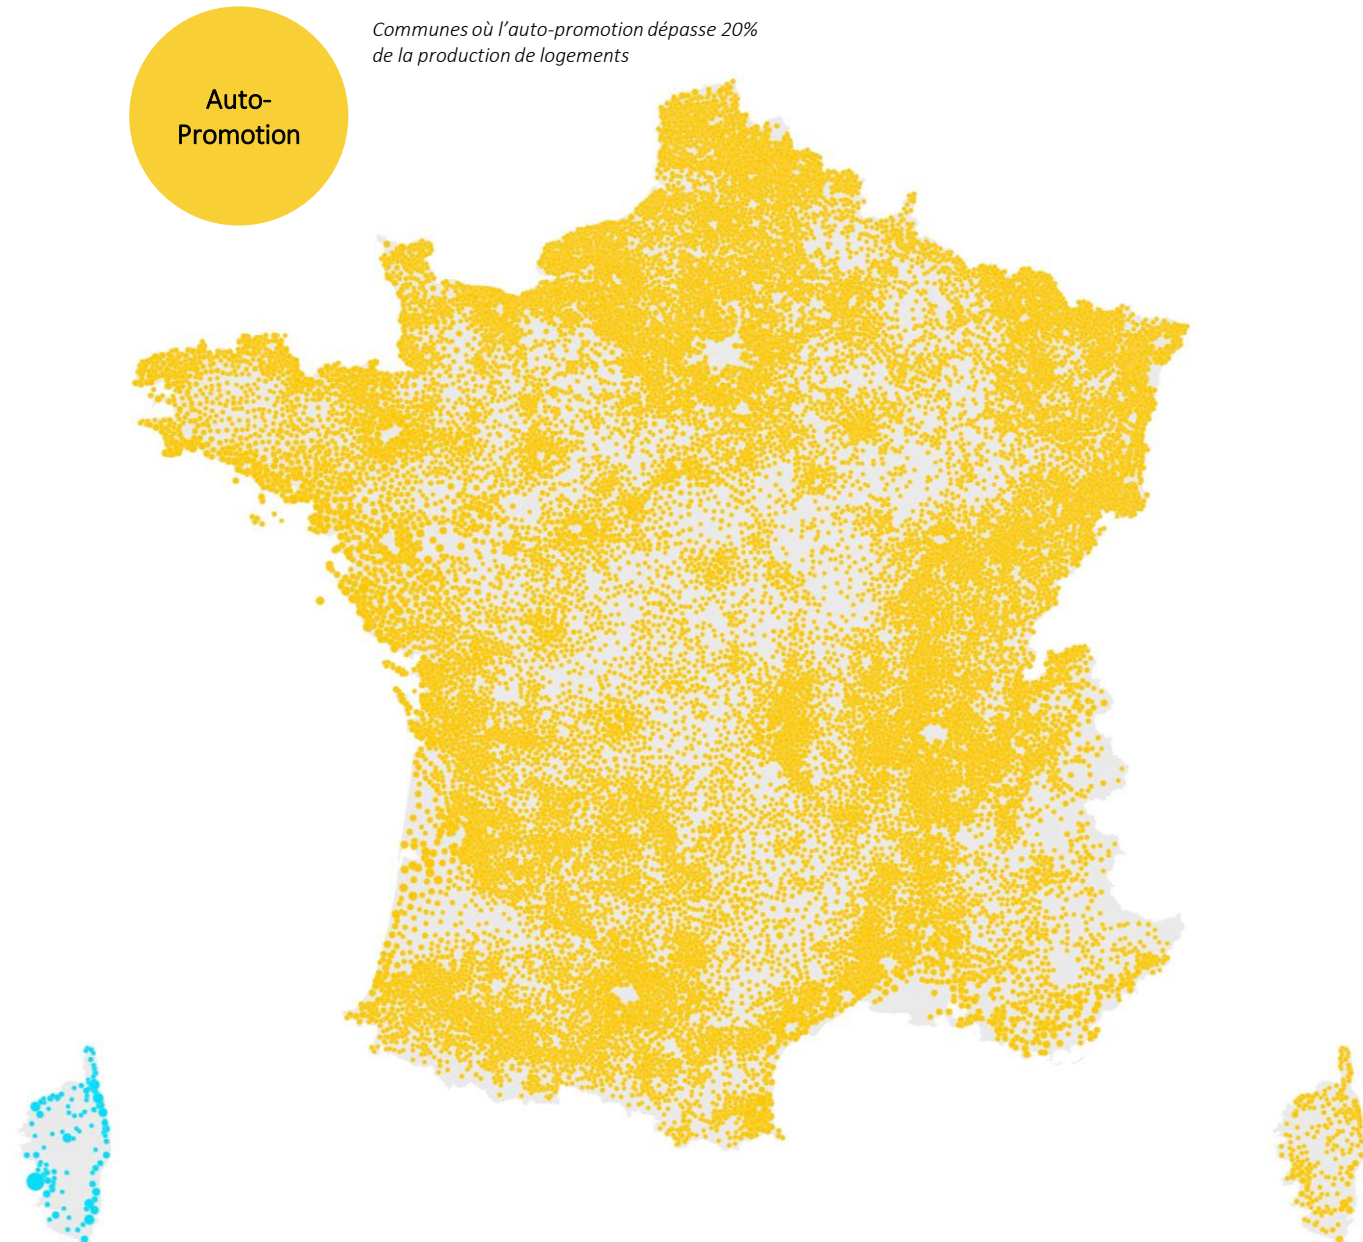 Communes où l'auto-promotion dépasse 20%
de la production de logements
Auto-
Promotion